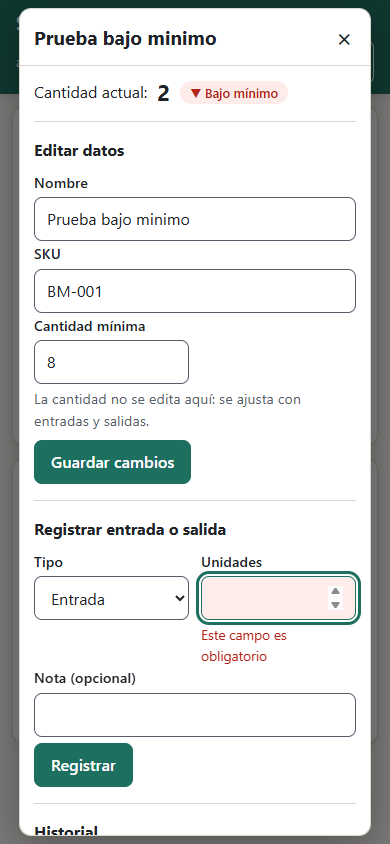 Prueba bajo minimo
×
Cantidad actual: 2 ▼ Bajo mínimo
Editar datos
Nombre
Prueba bajo minimo
SKU
BM-001
Cantidad mínima
8
La cantidad no se edita aquí: se ajusta con
entradas y salidas.
Guardar cambios
Registrar entrada o salida
Tipo
Unidades
Entrada
Este campo es
obligatorio
Nota (opcional)
Registrar
Historial